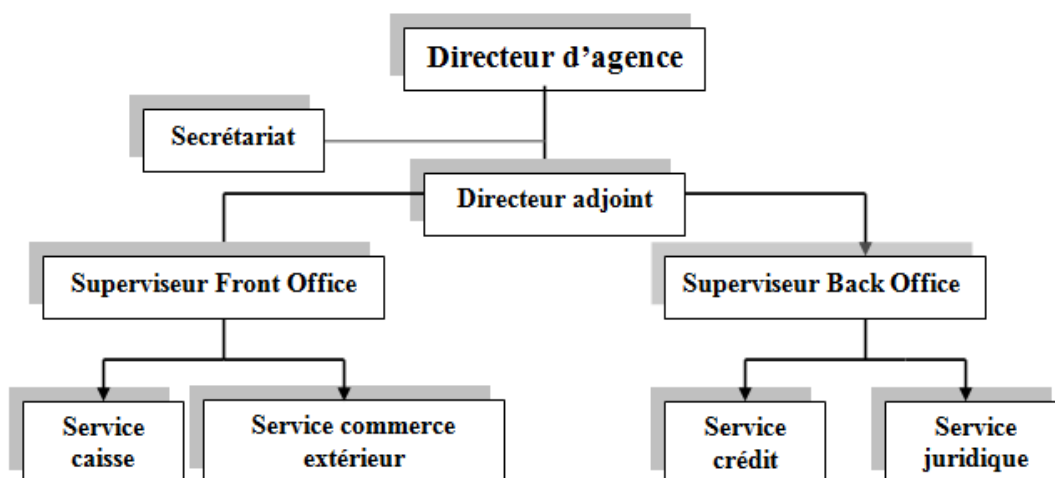 Directeur d’agence
Secrétariat
Directeur adjoint
Superviseur Front Office
Superviseur Back Office
Service
caisse
Service commerce
extérieur
Service
crédit
Service
juridique